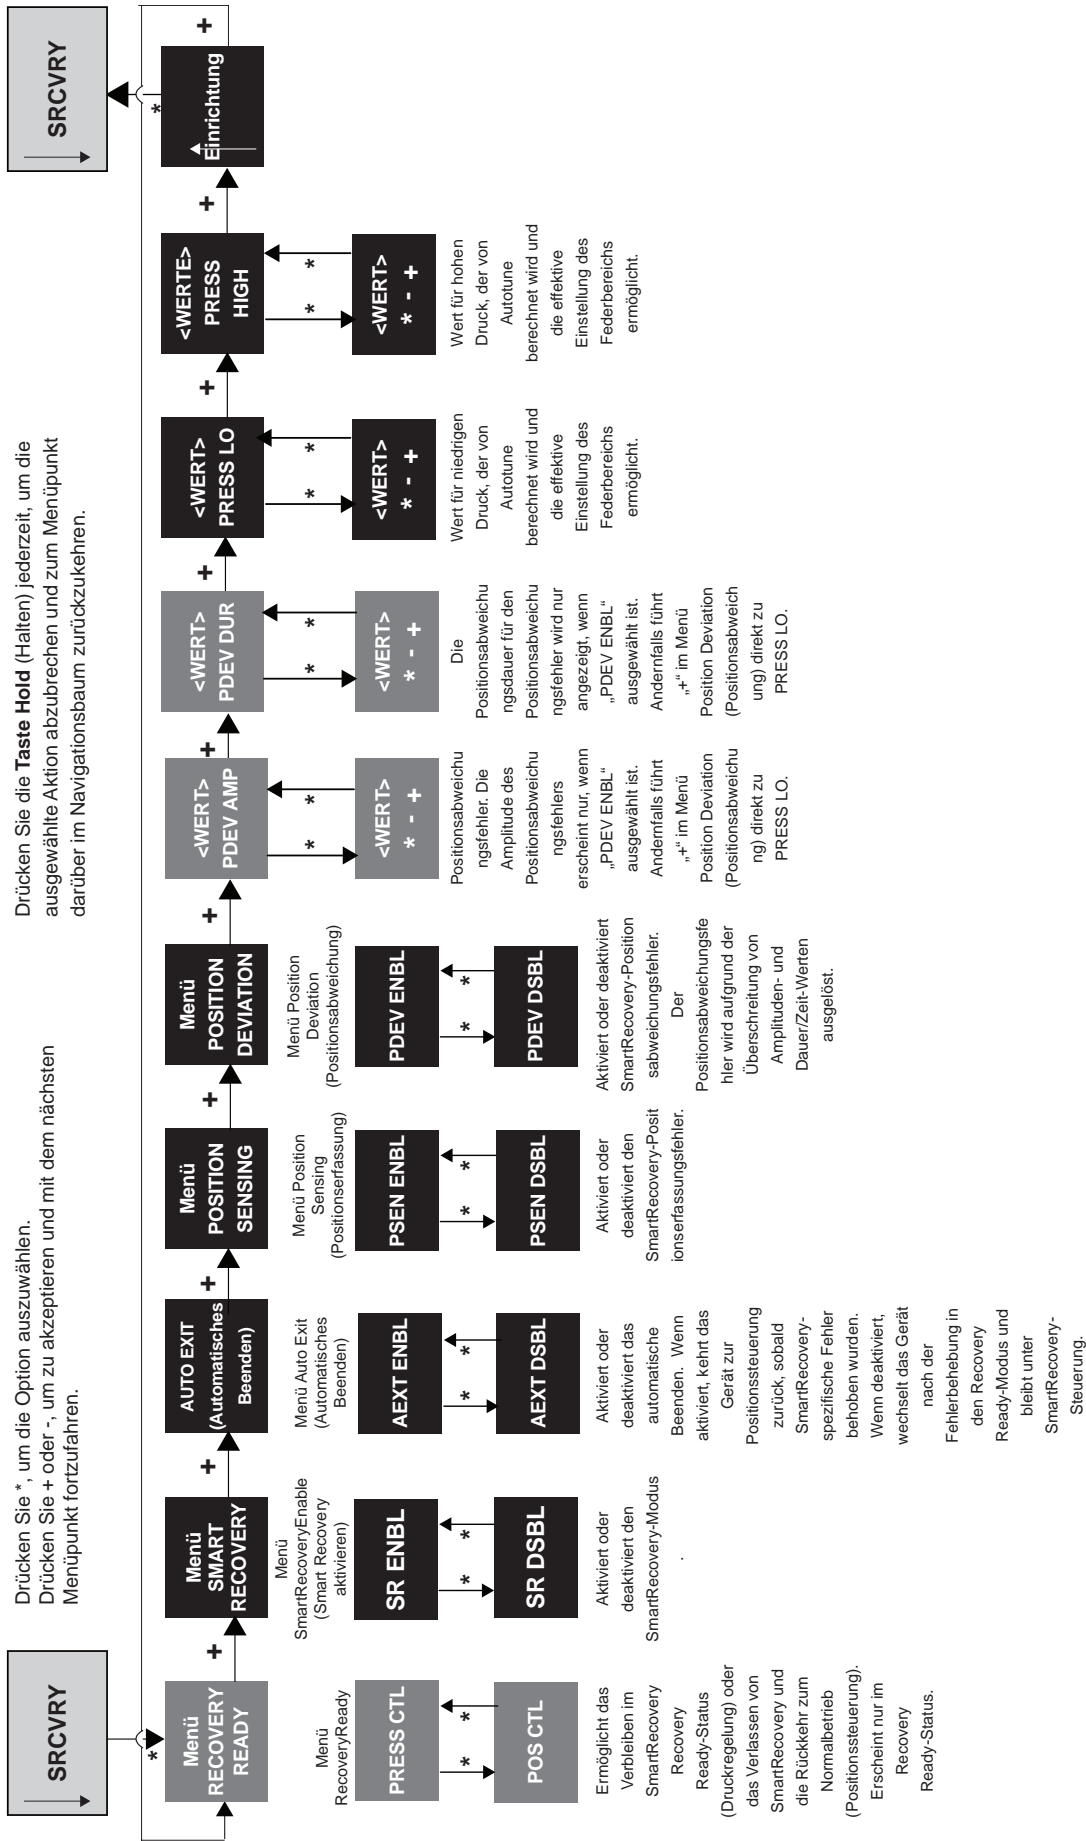 Drücken Sie *, um die Option auszuwählen.
Drücken Sie + oder -, um zu akzeptieren und mit dem nächsten
Menüpunkt fortzufahren.
Drücken Sie die Taste Hold (Halten) jederzeit, um die
ausgewählte Aktion abzubrechen und zum Menüpunkt
darüber im Navigationsbaum zurückzukehren.
SRCVRY
*
Menü
RECOVERY
READY
Menü
RecoveryReady
PRESS CTL
*
*
POS CTL
Ermöglicht das
Verbleiben im
SmartRecovery
Recovery
Ready-Status
(Druckregelung) oder
das Verlassen von
SmartRecovery und
die Rückkehr zum
Normalbetrieb
(Positionssteuerung).
Erscheint nur im
Recovery
Ready-Status.
+
Menü
SMART
RECOVERY
Menü
SmartRecoveryEnable
(Smart Recovery
aktivieren)
SR ENBL
*
*
SR DSBL
Aktiviert oder
deaktiviert den
SmartRecovery-Modus
.
+
AUTO EXIT
(Automatisches
Beenden)
Menü Auto Exit
(Automatisches
Beenden)
AEXT ENBL
*
*
AEXT DSBL
Aktiviert oder
deaktiviert das
automatische
Beenden. Wenn
aktiviert, kehrt das
Gerät zur
Positionssteuerung
zurück, sobald
SmartRecovery-
spezifische Fehler
behoben wurden.
Wenn deaktiviert,
wechselt das Gerät
nach der
Fehlerbehebung in
den Recovery
Ready-Modus und
bleibt unter
SmartRecovery-
Steuerung.
+
Menü
POSITION
SENSING
Menü Position
Sensing
(Positionserfassung)
PSEN ENBL
*
*
PSEN DSBL
Aktiviert oder
deaktiviert den
SmartRecovery-Posit
ionserfassungsfehler.
+
Menü
POSITION
DEVIATION
Menü Position
Deviation
(Positionsabweichung)
PDEV ENBL
*
*
PDEV DSBL
Aktiviert oder deaktiviert
SmartRecovery-Position
sabweichungsfehler.
Der
Positionsabweichungsfe
hler wird aufgrund der
Überschreitung von
Amplituden- und
Dauer/Zeit-Werten
ausgelöst.
+
<WERT>
PDEV AMP
*
*
<WERT>
* - +
Positionsabweichu
ngsfehler. Die
Amplitude des
Positionsabweichu
ngsfehlers
erscheint nur, wenn
„PDEV ENBL“
ausgewählt ist.
Andernfalls führt
„+“ im Menü
Position Deviation
(Positionsabweichu
ng) direkt zu
PRESS LO.
+
<WERT>
PDEV DUR
*
*
<WERT>
* - +
Die
Positionsabweichu
ngsdauer für den
Positionsabweichu
ngsfehler wird nur
angezeigt, wenn
„PDEV ENBL“
ausgewählt ist.
Andernfalls führt
„+“ im Menü
Position Deviation
(Positionsabweich
ung) direkt zu
PRESS LO.
+
<WERT>
PRESS LO
*
*
<WERT>
* - +
Wert für niedrigen
Druck, der von
Autotune
berechnet wird und
die effektive
Einstellung des
Federbereichs
ermöglicht.
+
<WERTE>
PRESS
HIGH
*
*
<WERT>
* - +
Wert für hohen
Druck, der von
Autotune
berechnet wird und
die effektive
Einstellung des
Federbereichs
ermöglicht.
+
Einrichtung
+
*
SRCVRY